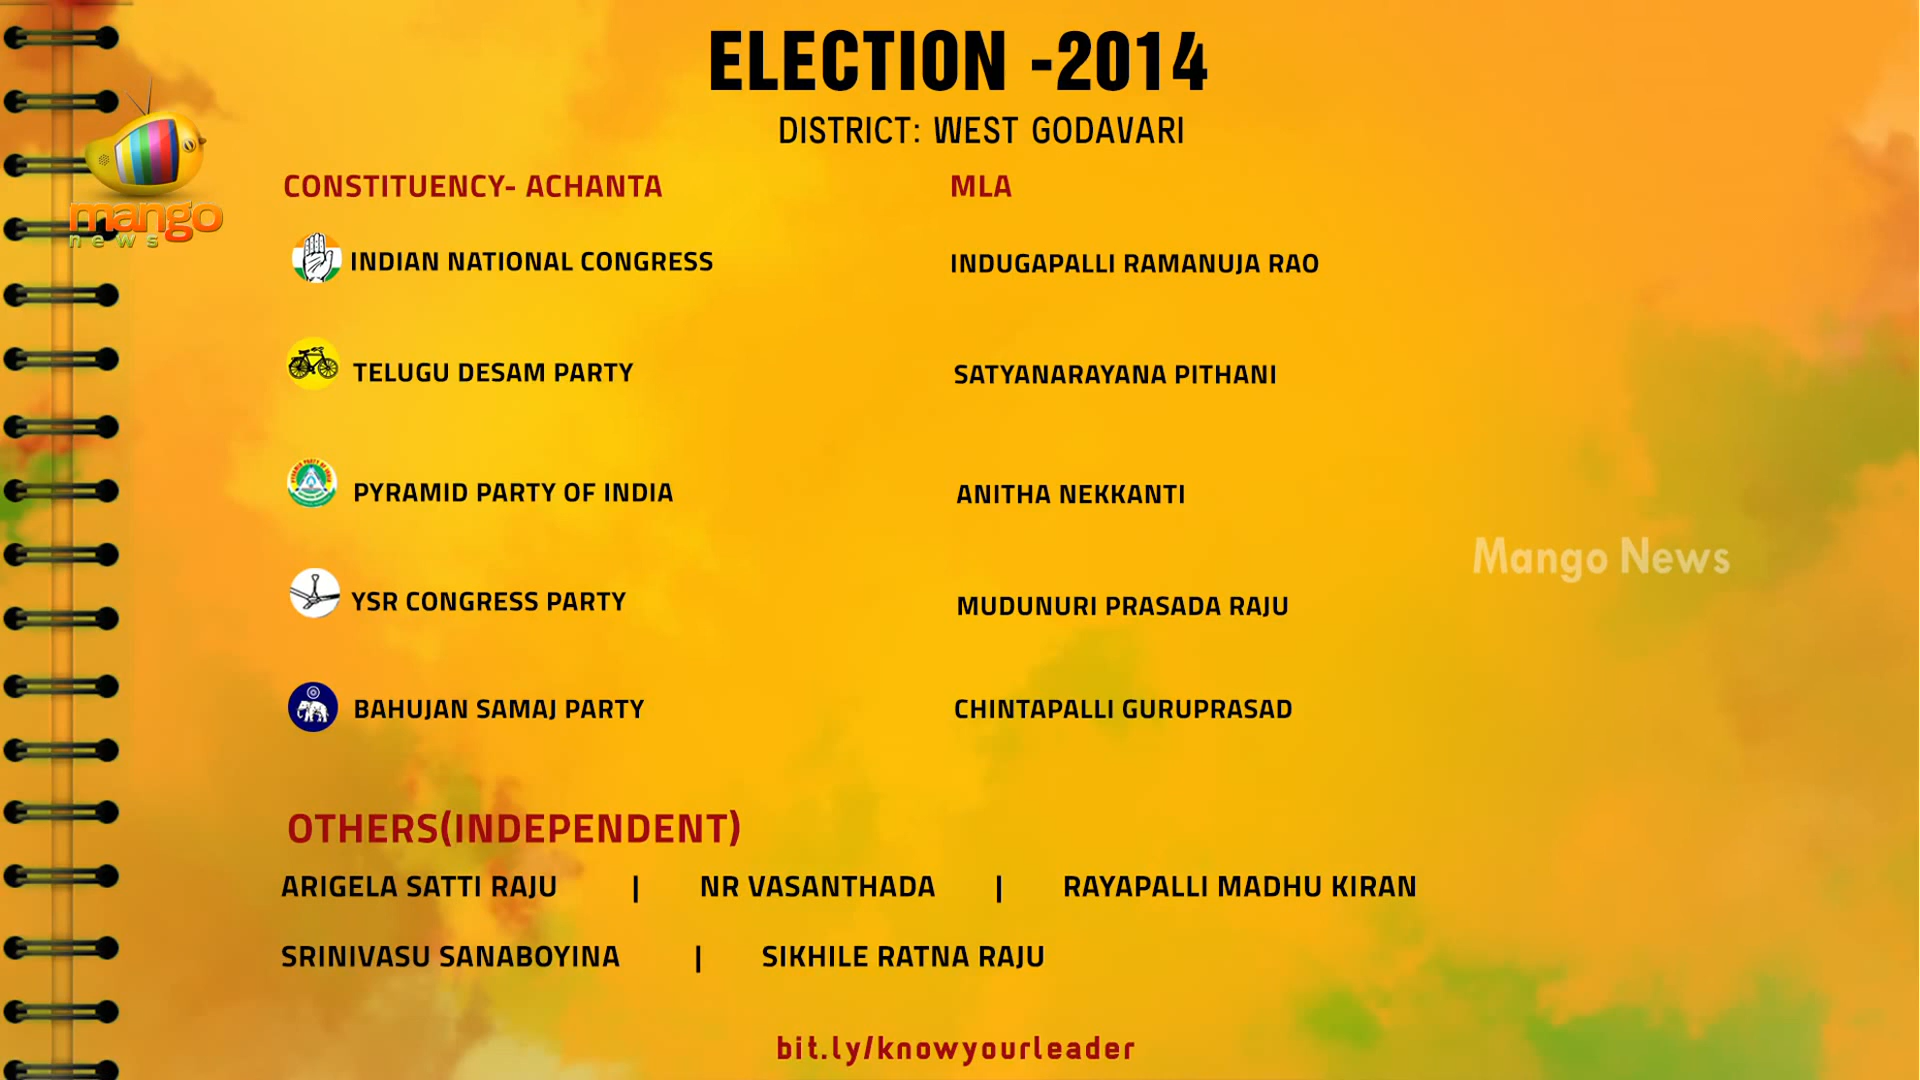 ELECTION -2014
DISTRICT: WEST GODAVARI
mango
news
CONSTITUENCY- ACHANTA MLA
INDIAN NATIONAL CONGRESS INDUGAPALLI RAMANUJA RAO
TELUGU DESAM PARTY SATYANARAYANA PITHANI
PYRAMID PARTY OF INDIA ANITHA NEKKANTI
Mango News
YSR CONGRESS PARTY MUDUNURI PRASADA RAJU
BAHUJAN SAMAJ PARTY CHINTAPALLI GURUPRASAD
OTHERS(INDEPENDENT)
ARIGELA SATTI RAJU | NR VASANTHADA | RAYAPALLI MADHU KIRAN
SRINIVASU SANABOYINA | SIKHILE RATNA RAJU
bit.ly/knowyourleader